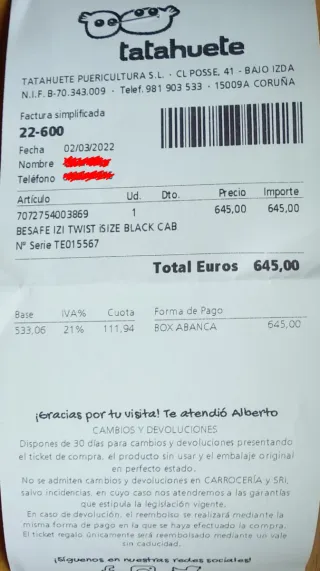 tatahuete
TATAHUETE PUERICULTURA S.L. · CL POSSE, 41 - BAJO IZDA
N.I.F. B-70.343.009 · Telef. 981 903 533 · 15009 A CORUÑA
Factura simplificada
22-600
Fecha 02/03/2022
Nombre
Teléfono
Artículo Ud. Dto. Precio Importe
7072754003869 1 645,00 645,00
BESAFE IZI TWIST iSIZE BLACK CAB
Nº Serie TE015567
Total Euros 645,00
Base IVA% Cuota Forma de Pago
533,06 21% 111,94 BOX ABANCA 645,00
¡Gracias por tu visita! Te atendió Alberto
CAMBIOS Y DEVOLUCIONES
Dispones de 30 días para cambios y devoluciones presentando
el ticket de compra, el producto sin usar y el embalaje original
en perfecto estado.
No se admiten cambios y devoluciones en CARROCERÍA y SRI,
salvo incidencias, en cuyo caso nos atendremos a las garantías
que estipula la legislación vigente.
En caso de devolución, el reembolso se realizará mediante la
misma forma de pago en la que se haya efectuado la compra.
El ticket regalo únicamente será reembolsado mediante un vale
sin caducidad.
¡Síguenos en nuestras redes sociales!